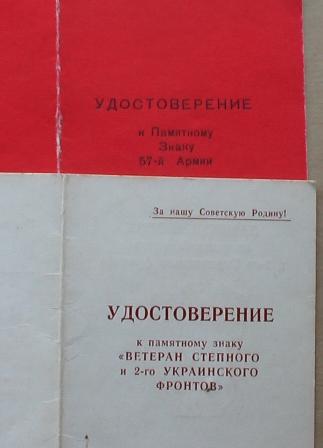 УДОСТОВЕРЕНИЕ
к Памятному
Знаку
57-й Армии
За нашу Советскую Родину!
УДОСТОВЕРЕНИЕ
к памятному знаку
«ВЕТЕРАН СТЕПНОГО
и 2-го УКРАИНСКОГО
ФРОНТОВ»